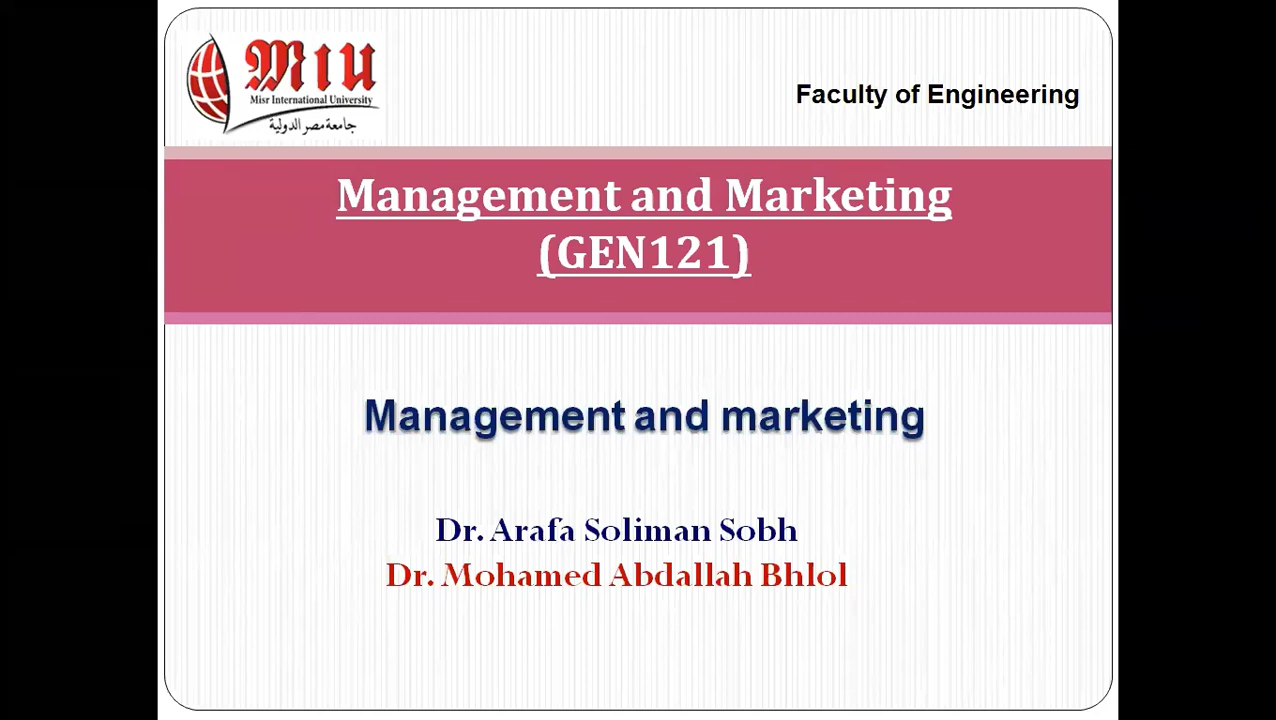 MIU
Misr International University
جامعة مصر الدولية
Faculty of Engineering
Management and Marketing
(GEN121)
Management and marketing
Dr. Arafa Soliman Sobh
Dr. Mohamed Abdallah Bhlol